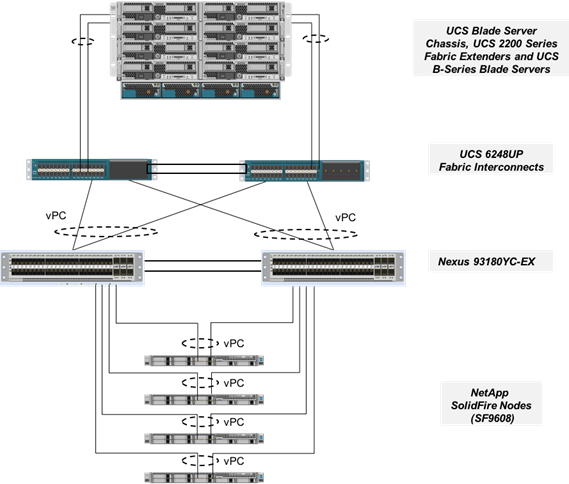 UCS Blade Server
Chassis, UCS 2200 Series
Fabric Extenders and UCS
B-Series Blade Servers
UCS 6248UP
Fabric Interconnects
vPC
vPC
Nexus 93180YC-EX
vPC
vPC
NetApp
SolidFire Nodes
(SF9608)
vPC
vPC